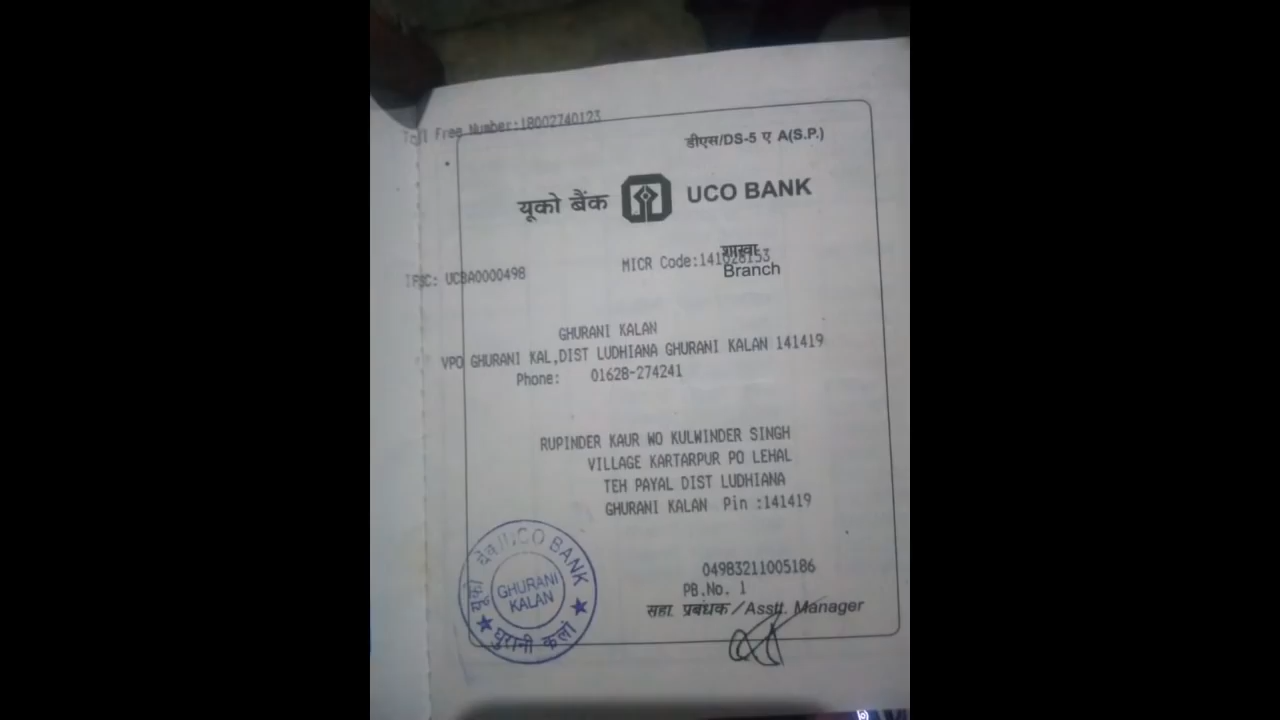 Toll Free Number:18002740123
डीएस/DS-5 ए A(S.P.)
यूको बैंक UCO BANK
शाखा
IFSC: UCBA0000498 MICR Code:141028153
Branch
GHURANI KALAN
VPO GHURANI KAL,DIST LUDHIANA GHURANI KALAN 141419
Phone: 01628-274241
RUPINDER KAUR WO KULWINDER SINGH
VILLAGE KARTARPUR PO LEHAL
TEH PAYAL DIST LUDHIANA
GHURANI KALAN Pin :141419
04983211005186
PB.No. 1
सहा. प्रबंधक/Asstt. Manager
यूको बैंक/UCO BANK
GHURANI
KALAN
★ घुरानी कलां ★